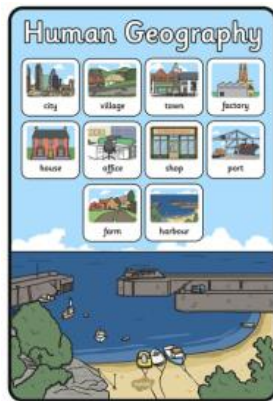 Human Geography
city village town factory
house office shop port
farm harbour